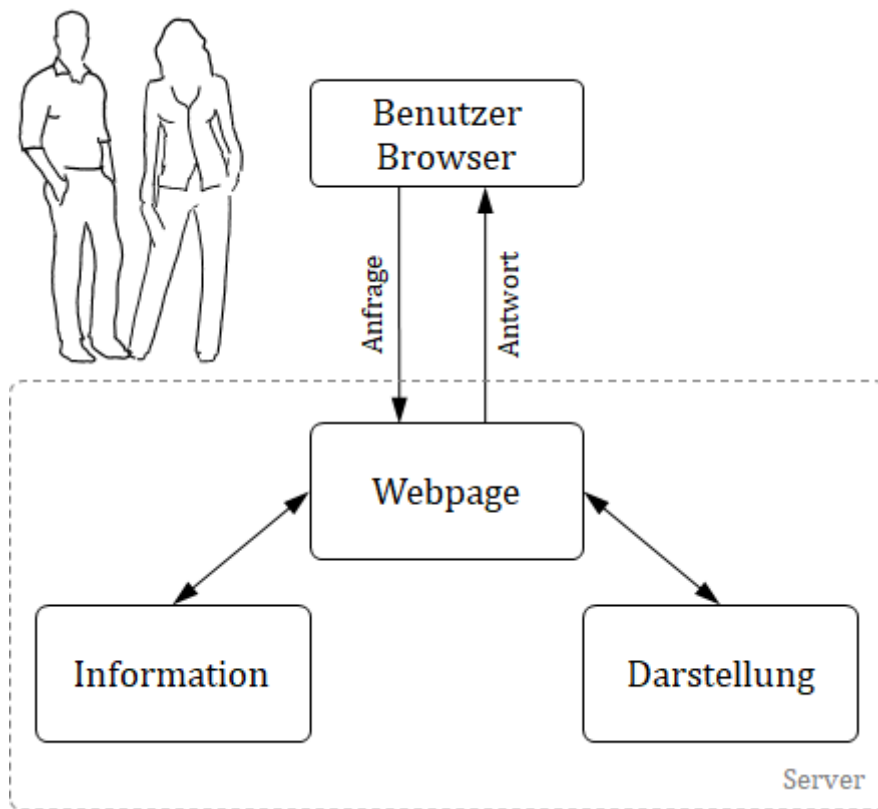 Benutzer
Browser
Anfrage
Antwort
Webpage
Information
Darstellung
Server